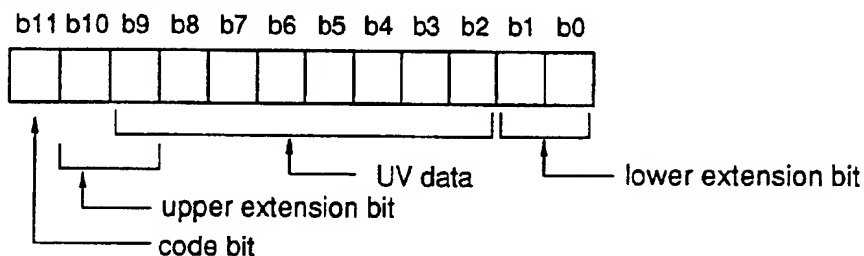 b11 b10 b9 b8 b7 b6 b5 b4 b3 b2 b1 b0
UV data
lower extension bit
upper extension bit
code bit